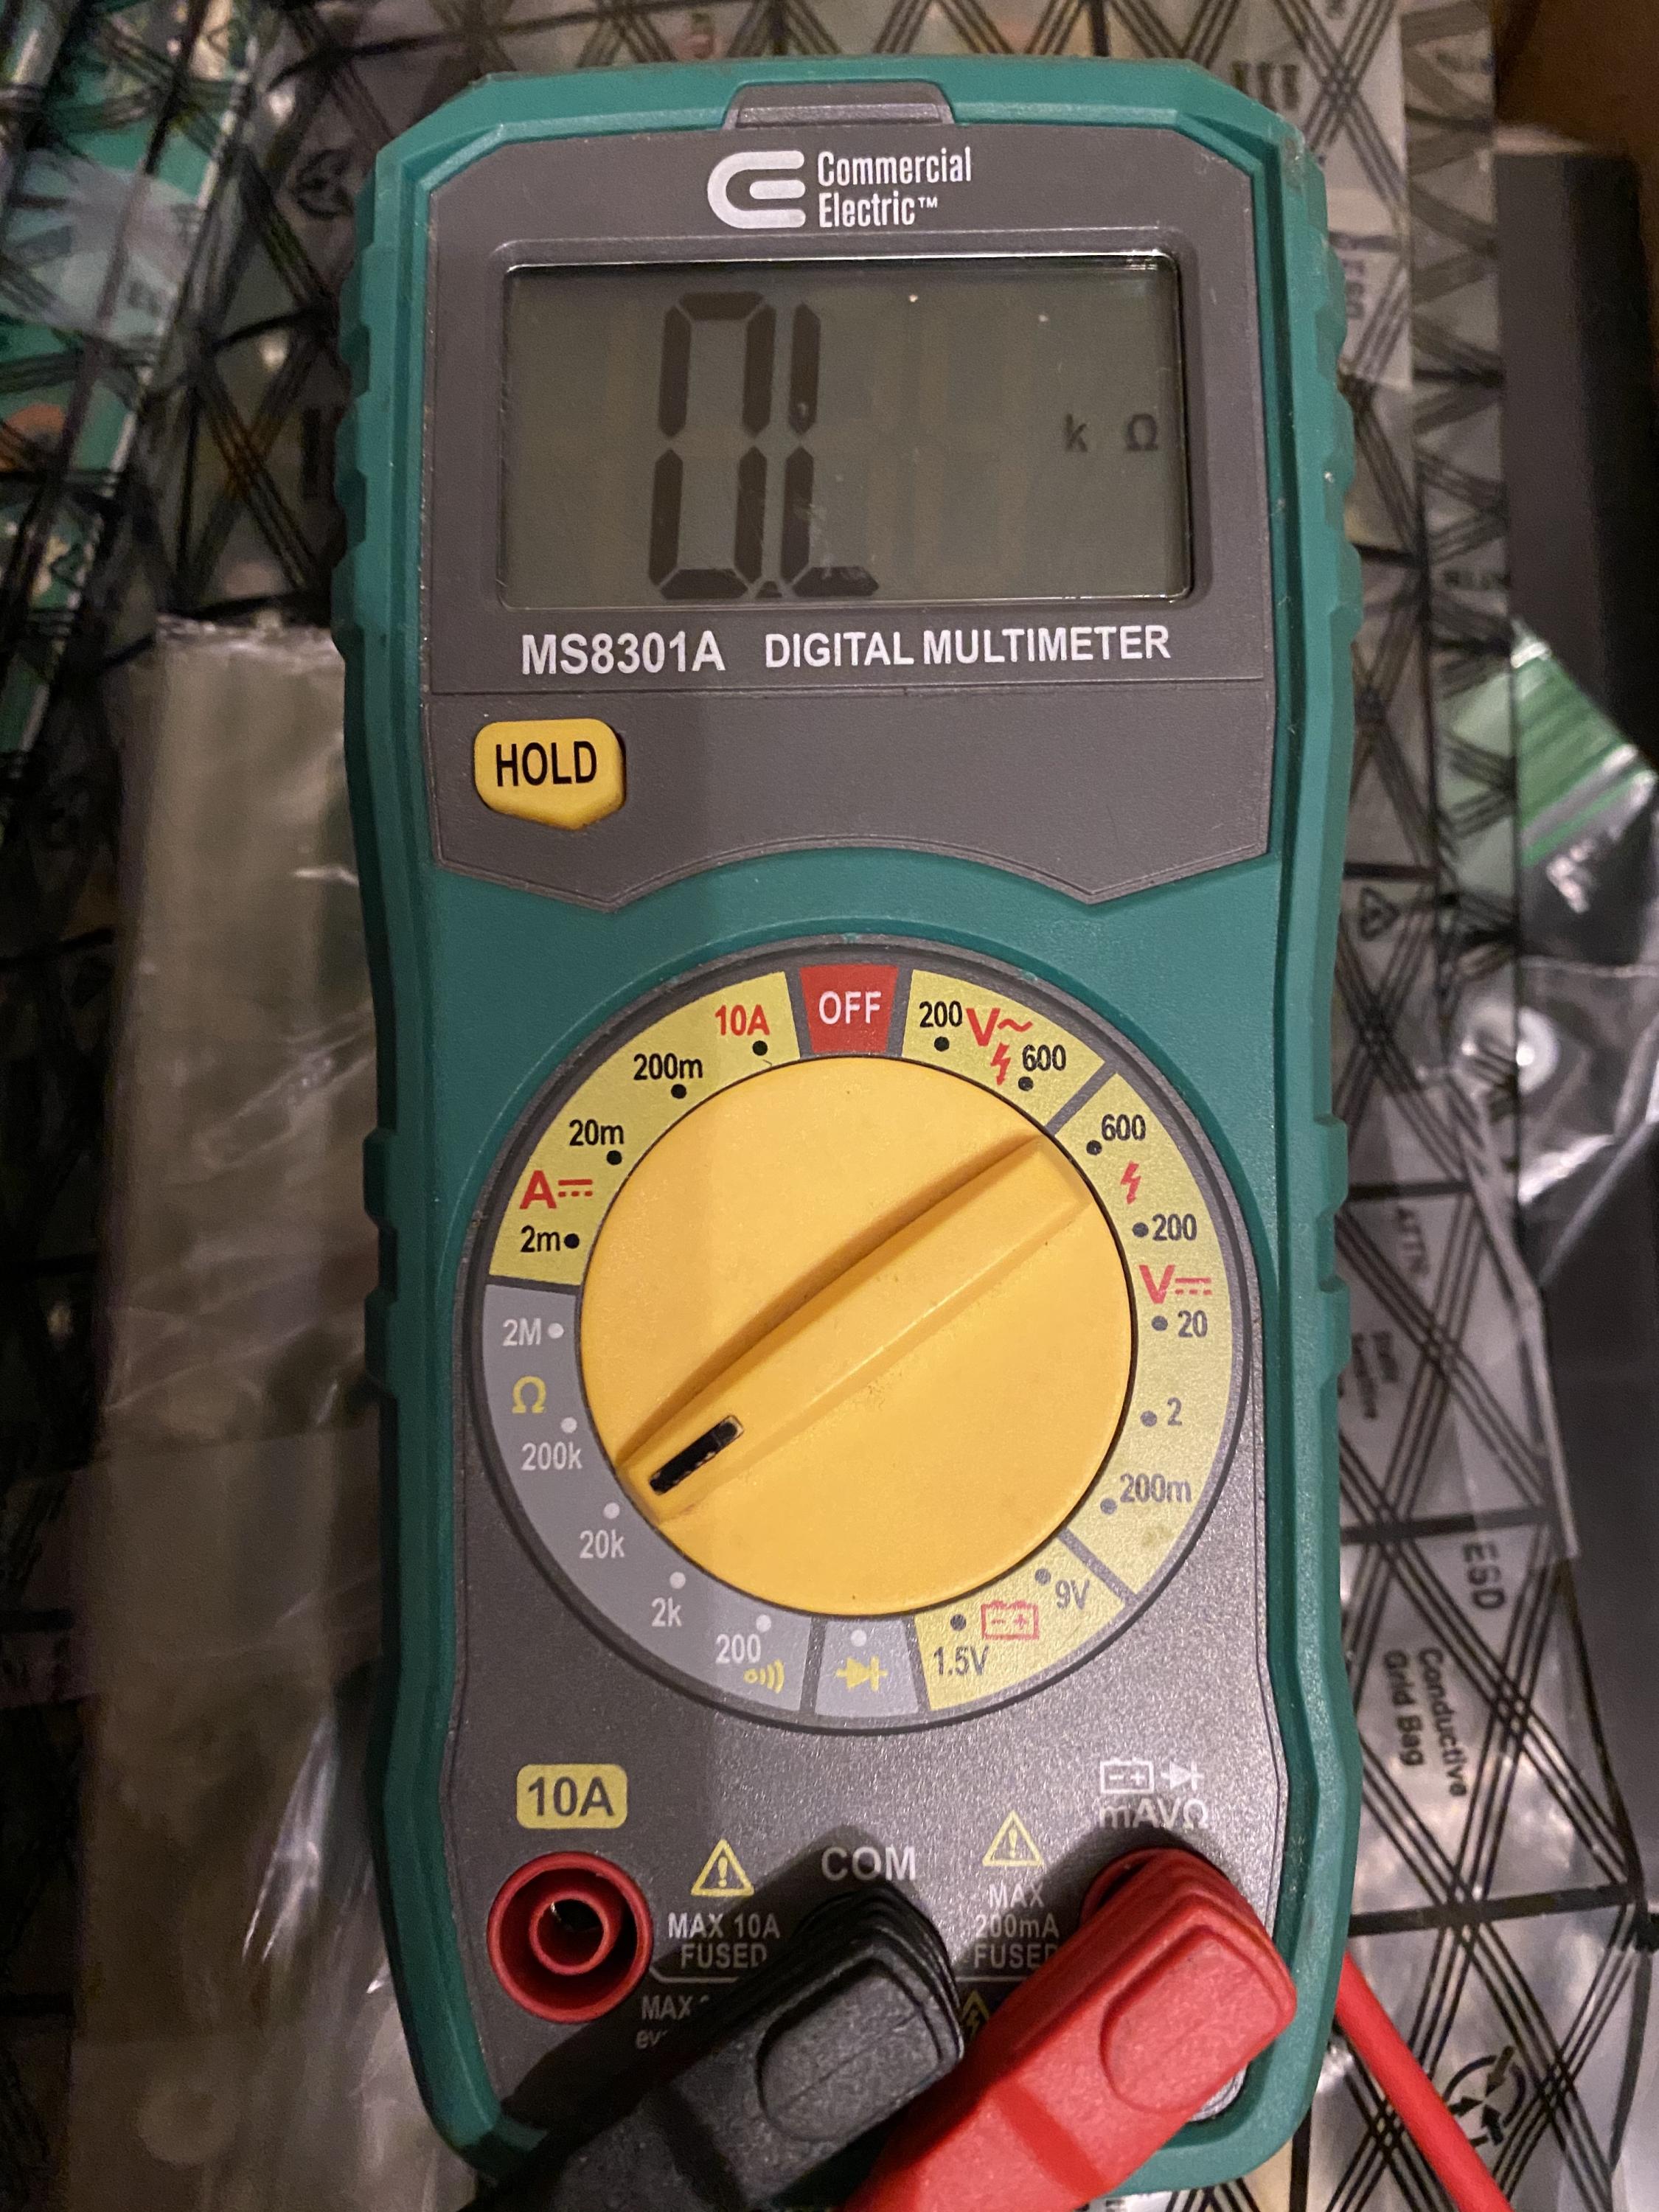 Commercial
Electric™
0.L
k Ω
MS8301A DIGITAL MULTIMETER
HOLD
OFF
10A
200m
20m
A
2m
2M
Ω
200k
20k
2k
200
200 V~
600
600
200
V
20
2
200m
9V
1.5V
10A
COM
mAVΩ
MAX 10A
FUSED
MAX
200mA
FUSED
MAX
ESD
Conductive
Grid Bag
ATTN